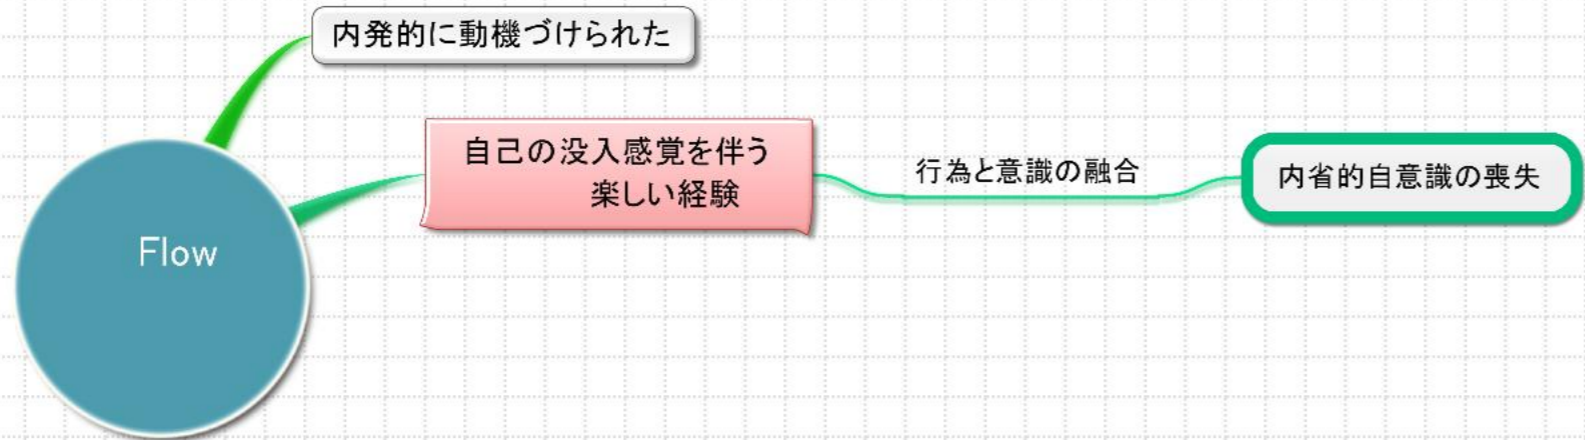 内発的に動機づけられた
自己の没入感覚を伴う
楽しい経験
行為と意識の融合
内省的自意識の喪失
Flow